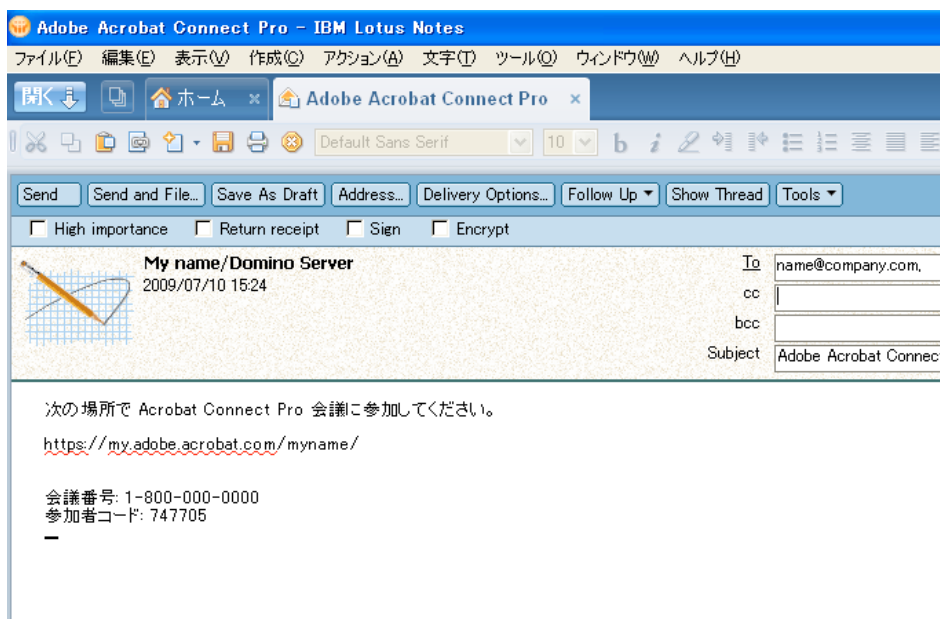 Adobe Acrobat Connect Pro - IBM Lotus Notes
ファイル(F) 編集(E) 表示(V) 作成(C) アクション(A) 文字(T) ツール(O) ウィンドウ(W) ヘルプ(H)
開く ホーム × Adobe Acrobat Connect Pro ×
Default Sans Serif 10 b i
Send Send and File... Save As Draft Address... Delivery Options... Follow Up Show Thread Tools
High importance Return receipt Sign Encrypt
My name/Domino Server To name@company.com,
2009/07/10 15:24
cc
bcc
Subject Adobe Acrobat Connec
次の場所で Acrobat Connect Pro 会議に参加してください。
https://my.adobe.acrobat.com/myname/
会議番号: 1-800-000-0000
参加者コード: 747705